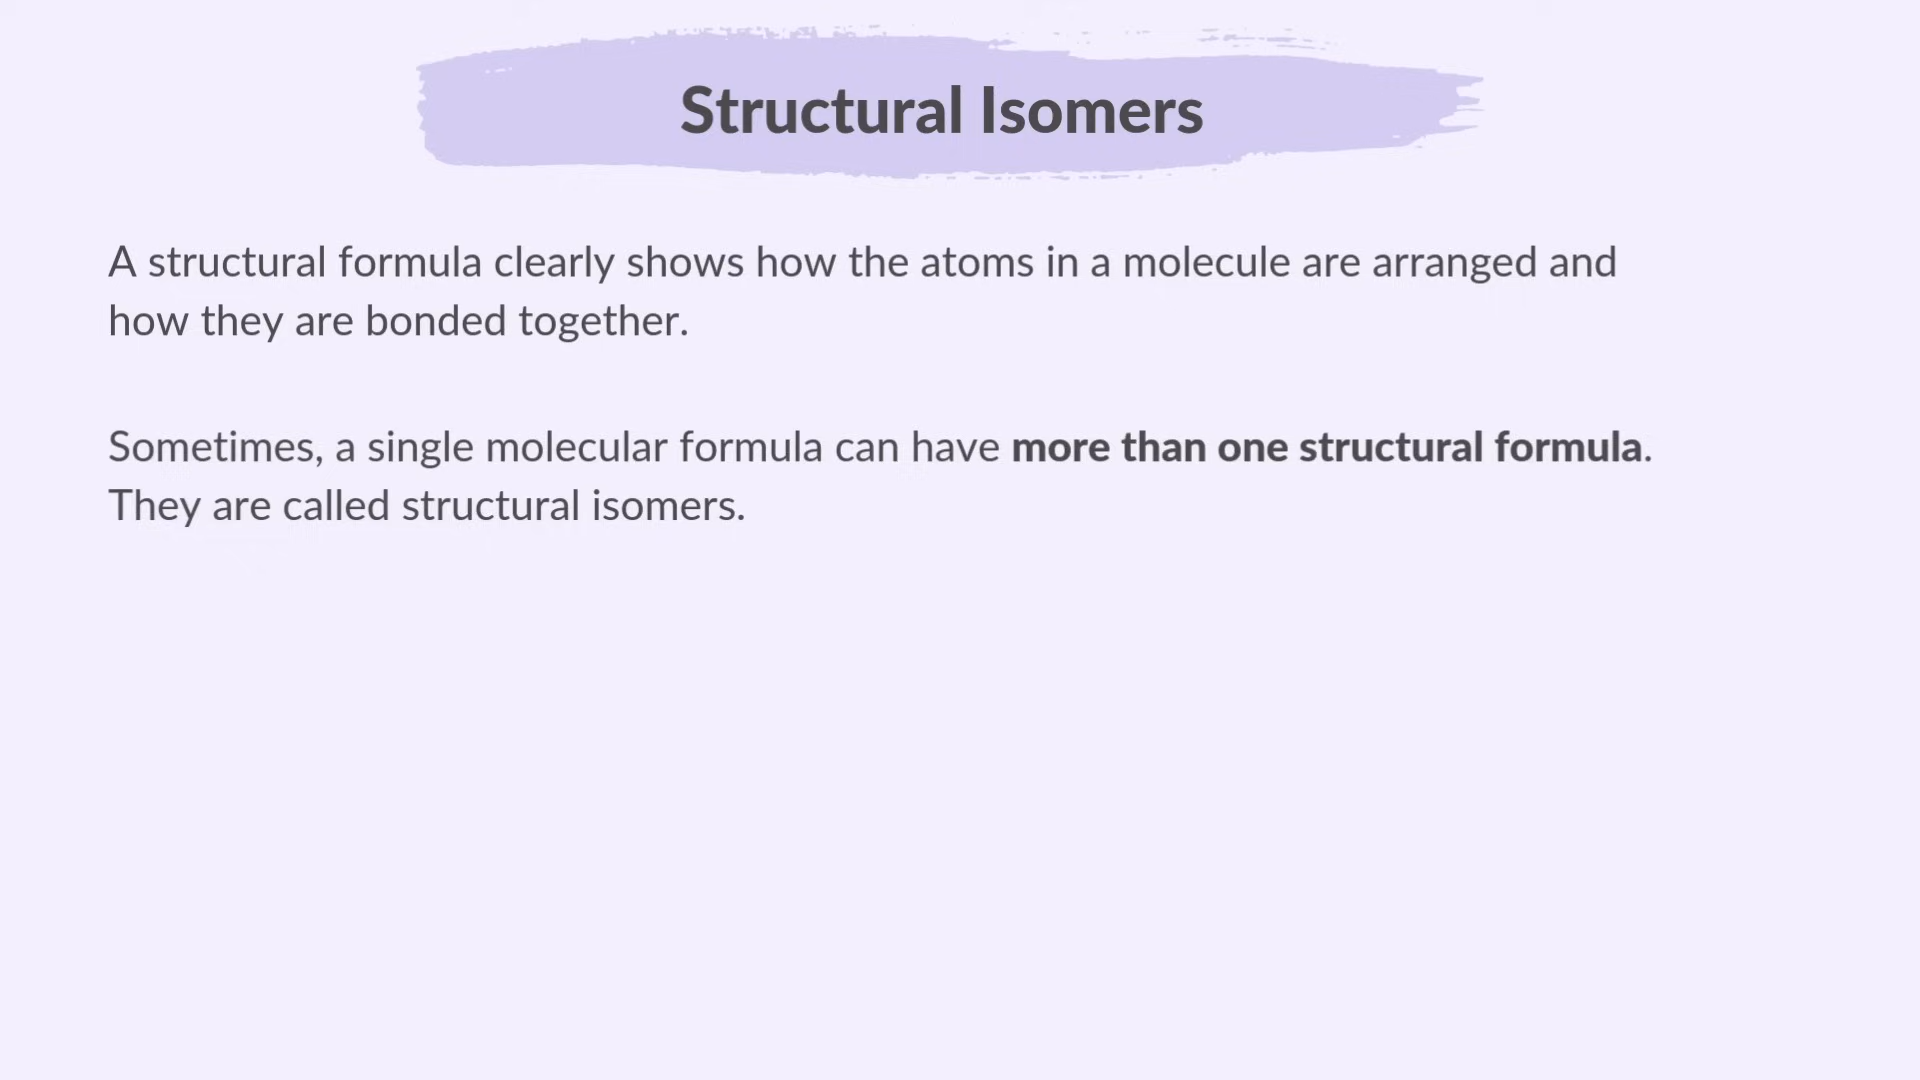 Structural Isomers
A structural formula clearly shows how the atoms in a molecule are arranged and
how they are bonded together.
Sometimes, a single molecular formula can have more than one structural formula.
They are called structural isomers.